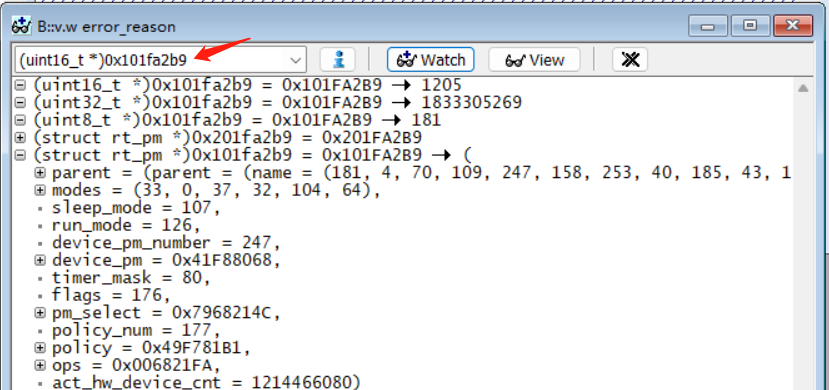 B::v.w error_reason
(uint16_t *)0x101fa2b9
i
Watch
View
(uint16_t *)0x101fa2b9 = 0x101FA2B9 → 1205
(uint32_t *)0x101fa2b9 = 0x101FA2B9 → 1833305269
(uint8_t *)0x101fa2b9 = 0x101FA2B9 → 181
(struct rt_pm *)0x201fa2b9 = 0x201FA2B9
(struct rt_pm *)0x101fa2b9 = 0x101FA2B9 → (
parent = (parent = (name = (181, 4, 70, 109, 247, 158, 253, 40, 185, 43, 1
modes = (33, 0, 37, 32, 104, 64),
sleep_mode = 107,
run_mode = 126,
device_pm_number = 247,
device_pm = 0x41F88068,
timer_mask = 80,
flags = 176,
pm_select = 0x7968214C,
policy_num = 177,
policy = 0x49F781B1,
ops = 0x006821FA,
act_hw_device_cnt = 1214466080)